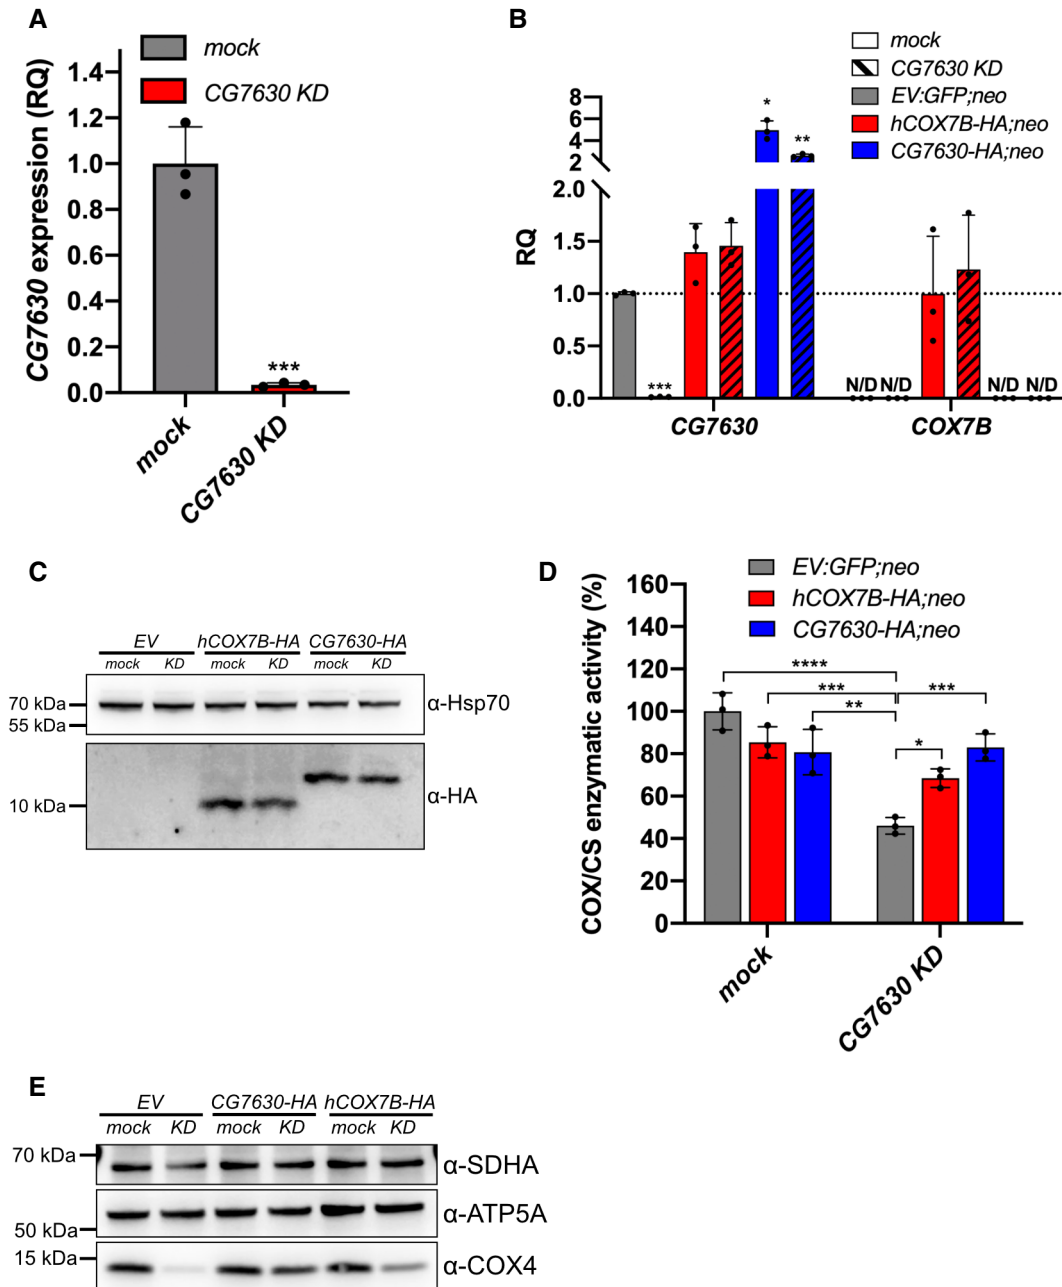 A
mock
CG7630 KD
CG7630 expression (RQ)
1.4
1.2
1.0
0.8
0.6
0.4
0.2
0.0
***
mock
CG7630 KD
B
mock
CG7630 KD
EV:GFP;neo
hCOX7B-HA;neo
CG7630-HA;neo
RQ
8
6
4
2
2.0
1.5
1.0
0.5
0.0
***
*
**
N/D N/D
N/D N/D
CG7630
COX7B
C
EV hCOX7B-HA CG7630-HA
mock KD mock KD mock KD
70 kDa
55 kDa
α-Hsp70
10 kDa
α-HA
D
EV:GFP;neo
hCOX7B-HA;neo
CG7630-HA;neo
COX/CS enzymatic activity (%)
160
140
120
100
80
60
40
20
0
****
*** ***
**
*
mock
CG7630 KD
E
EV CG7630-HA hCOX7B-HA
mock KD mock KD mock KD
70 kDa
α-SDHA
α-ATP5A
50 kDa
15 kDa
α-COX4